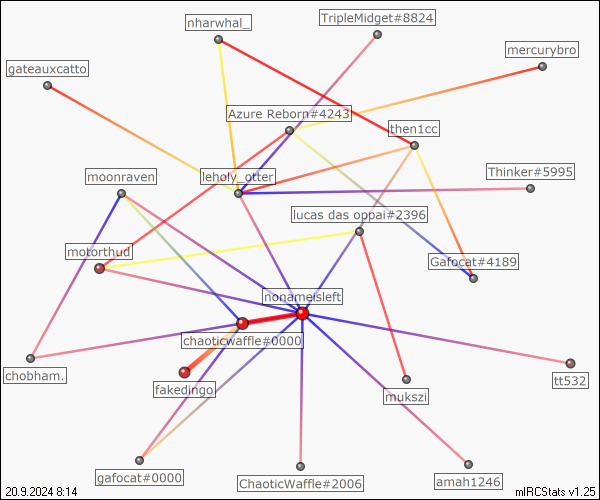 TripleMidget#8824
nharwhal_
mercurybro
gateauxcatto
Azure Reborn#4243
then1cc
Thinker#5995
moonraven
leholy_otter
lucas das oppai#2396
motorthud
Gafocat#4189
nonameisleft
chaoticwaffle#0000
chobham.
fakedingo.
tt532
mukszi
gafocat#0000
ChaoticWaffle#2006
amah1246
20.9.2024 8:14
mIRCStats v1.25